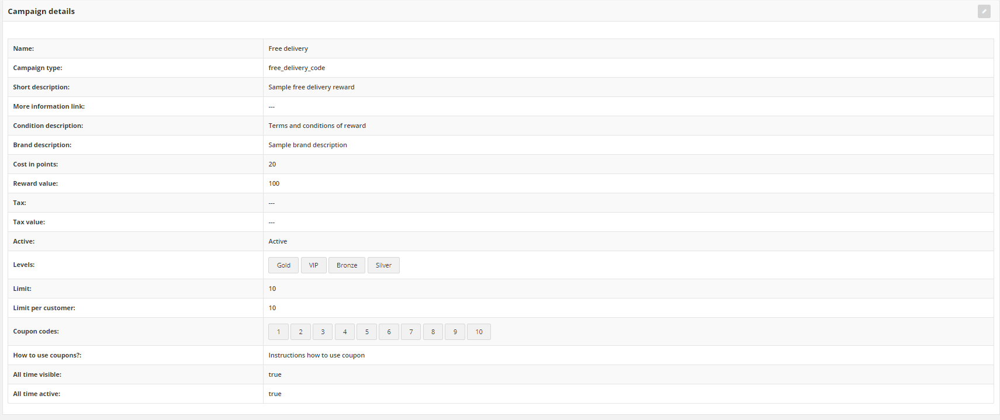 Campaign details
Name: Free delivery
Campaign type: free_delivery_code
Short description: Sample free delivery reward
More information link: ---
Condition description: Terms and conditions of reward
Brand description: Sample brand description
Cost in points: 20
Reward value: 100
Tax: ---
Tax value: ---
Active: Active
Levels: Gold VIP Bronze Silver
Limit: 10
Limit per customer: 10
Coupon codes: 1 2 3 4 5 6 7 8 9 10
How to use coupons?: Instructions how to use coupon
All time visible: true
All time active: true